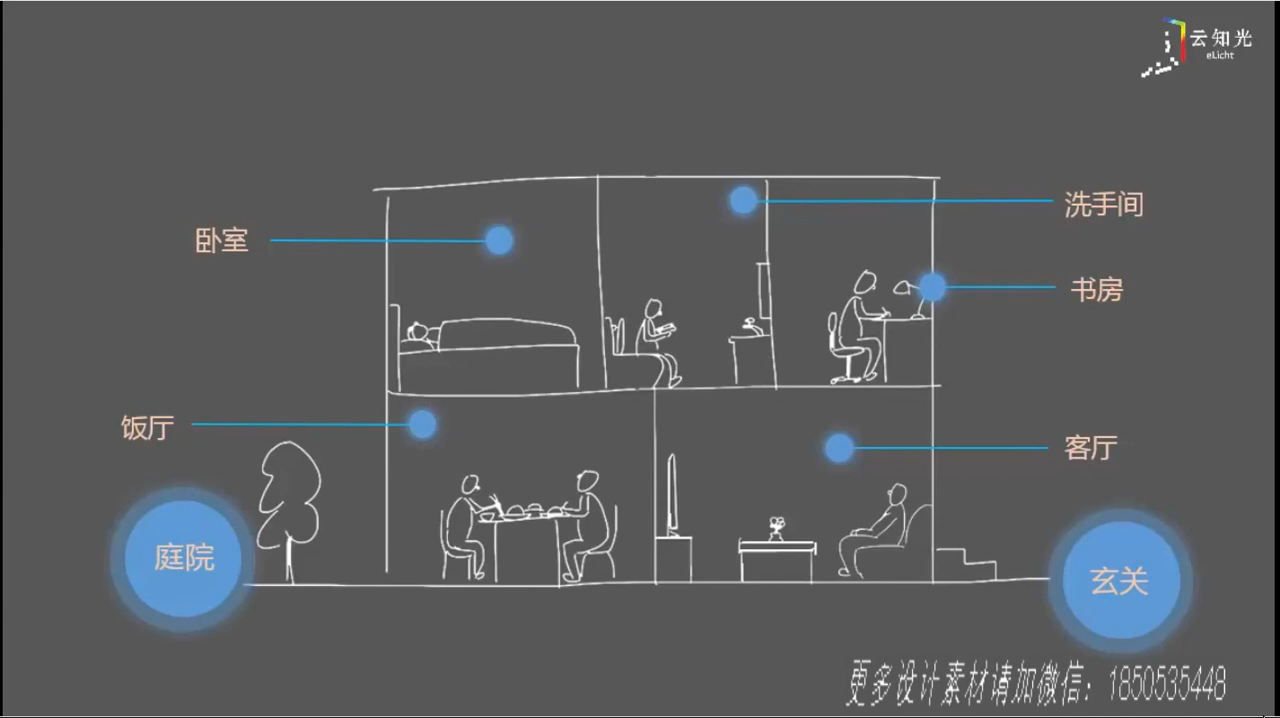 云知光
eLicht
洗手间
卧室
书房
饭厅
客厅
庭院
玄关
更多设计素材请加微信：1850535448